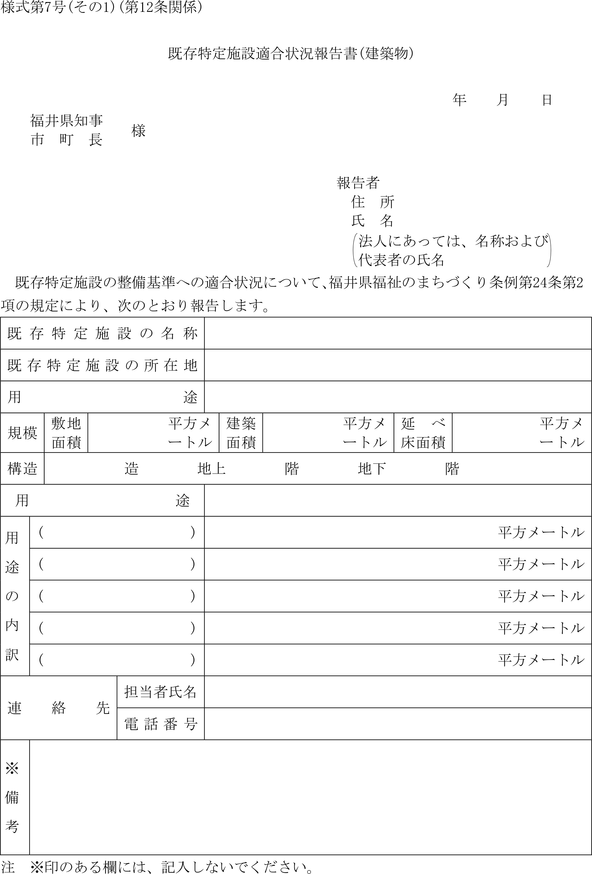 様式第7号(その1)(第12条関係)
既存特定施設適合状況報告書(建築物)
年　　月　　日
福井県知事
市　町　長　　様
報告者
住　所
氏　名
(法人にあっては、名称および
代表者の氏名)
既存特定施設の整備基準への適合状況について、福井県福祉のまちづくり条例第24条第2
項の規定により、次のとおり報告します。
既存特定施設の名称
既存特定施設の所在地
用　　　　途
規模　敷地面積　平方メートル　建築面積　平方メートル　延べ床面積　平方メートル
構造　　造　　地上　　階　　地下　　階
用　　　　途
用途の内訳
(　　　　)　平方メートル
(　　　　)　平方メートル
(　　　　)　平方メートル
(　　　　)　平方メートル
(　　　　)　平方メートル
連　絡　先　担当者氏名
電話番号
※備考
注　※印のある欄には、記入しないでください。